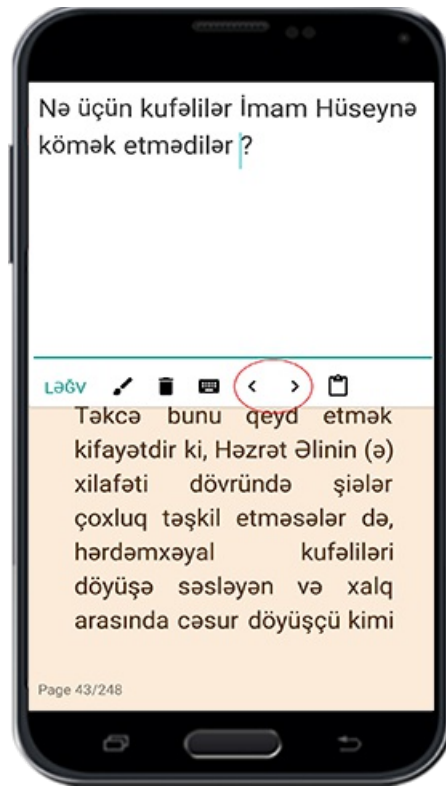 Nə üçün kufəlilər İmam Hüseynə
kömək etmədilər ?
LƏĞV
Təkcə bunu qeyd etmək
kifayətdir ki, Həzrət Əlinin (ə)
xilafəti dövründə şiələr
çoxluq təşkil etməsələr də,
hərdəmxəyal kufəliləri
döyüşə səsləyən və xalq
arasında cəsur döyüşçü kimi
Page 43/248